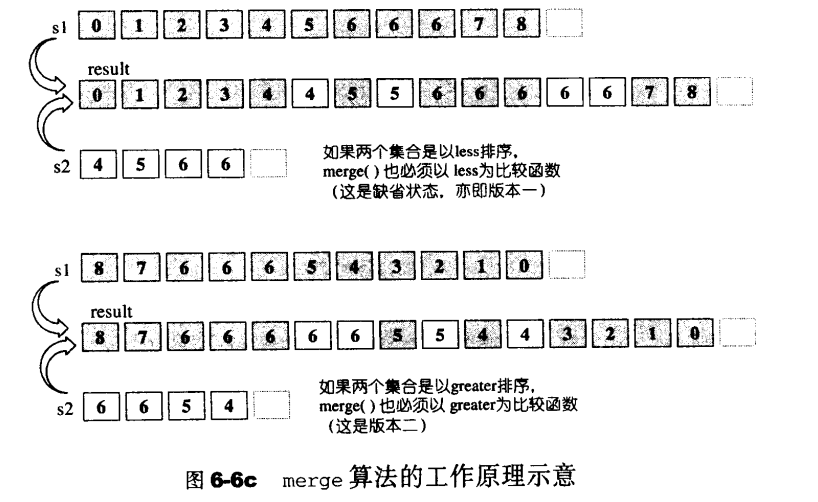 s1 0 1 2 3 4 5 6 6 6 7 8
result
0 1 2 3 4 4 5 5 6 6 6 6 6 7 8
s2 4 5 6 6
如果两个集合是以less排序，
merge( ) 也必须以 less为比较函数
（这是缺省状态，亦即版本一）
s1 8 7 6 6 6 5 4 3 2 1 0
result
8 7 6 6 6 6 6 5 5 4 4 3 2 1 0
s2 6 6 5 4
如果两个集合是以greater排序，
merge( ) 也必须以 greater为比较函数
（这是版本二）
图 6-6c merge 算法的工作原理示意